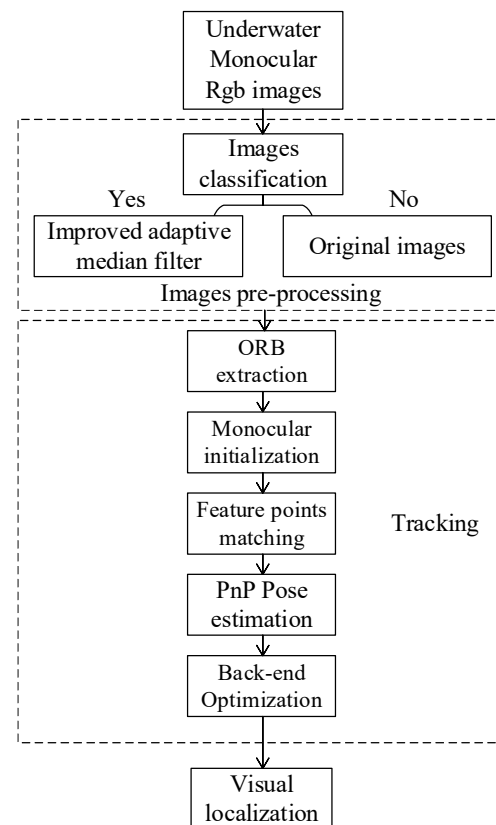 Underwater
Monocular
Rgb images
Images
classification
Yes
No
Improved adaptive
median filter
Original images
Images pre-processing
ORB
extraction
Monocular
initialization
Feature points
matching
Tracking
PnP Pose
estimation
Back-end
Optimization
Visual
localization